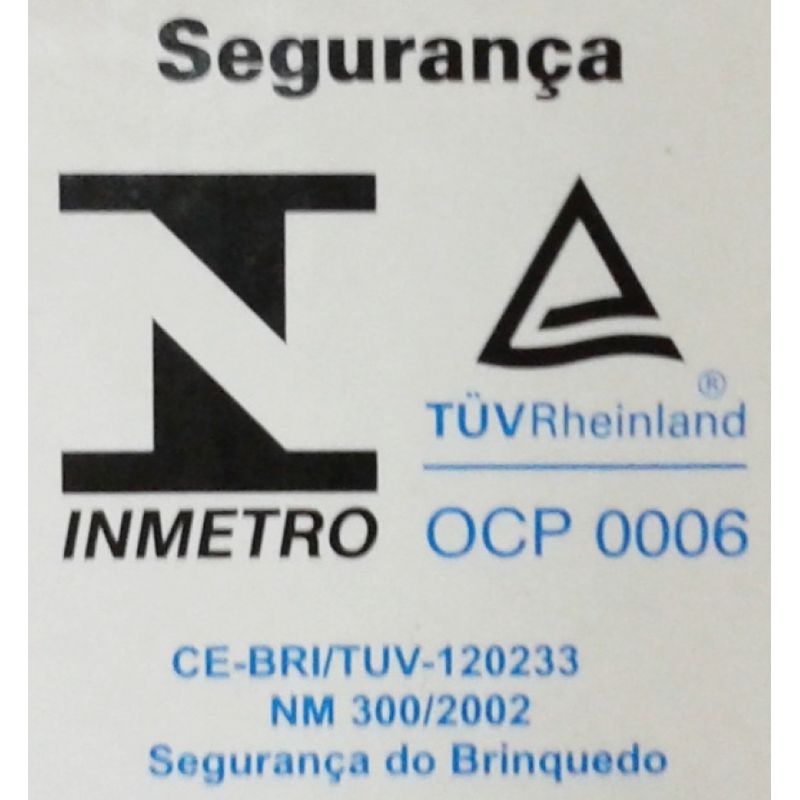 Segurança
INMETRO
®
TÜVRheinland
OCP 0006
CE-BRI/TUV-120233
NM 300/2002
Segurança do Brinquedo